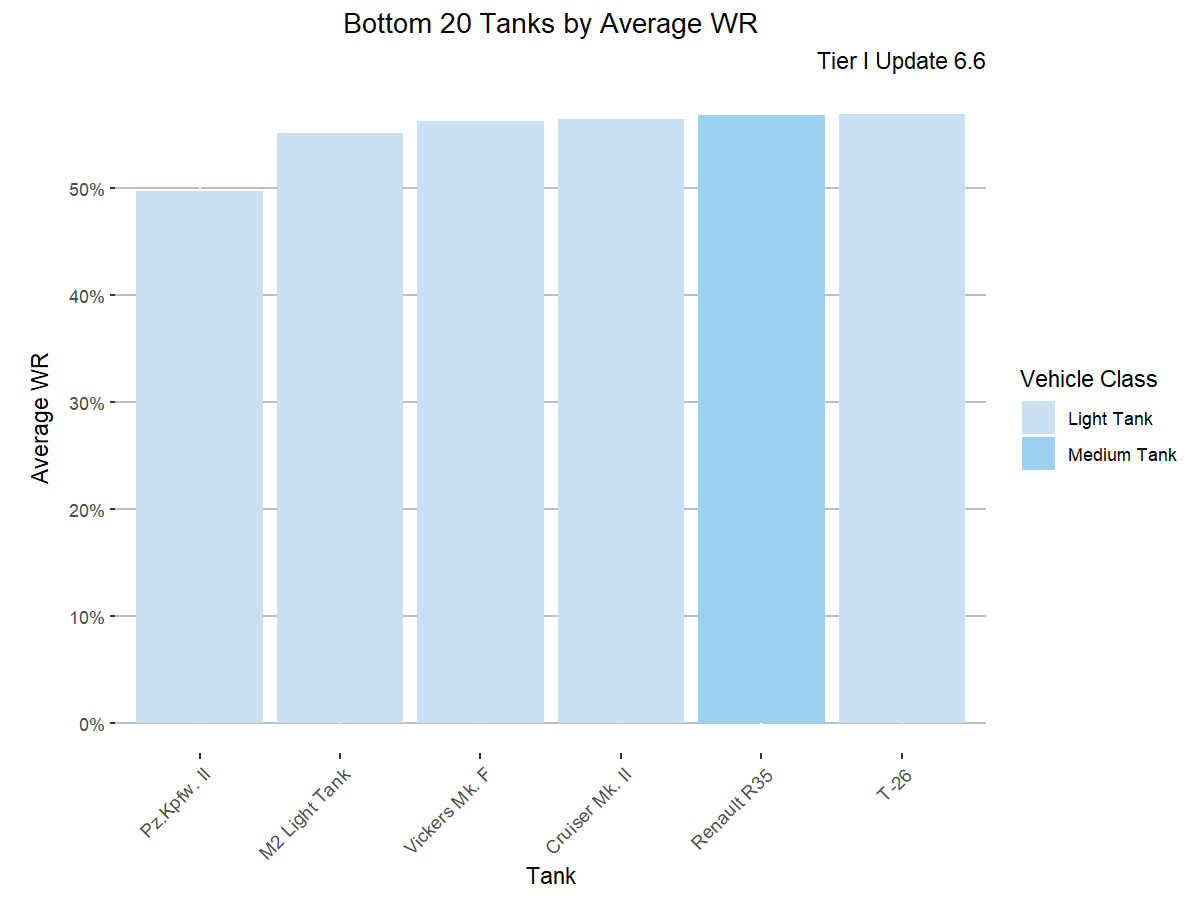 Bottom 20 Tanks by Average WR
Tier I Update 6.6
Average WR
50%
40%
30%
20%
10%
0%
Pz.Kpfw. II
M2 Light Tank
Vickers Mk. F
Cruiser Mk. II
Renault R35
T-26
Tank
Vehicle Class
Light Tank
Medium Tank